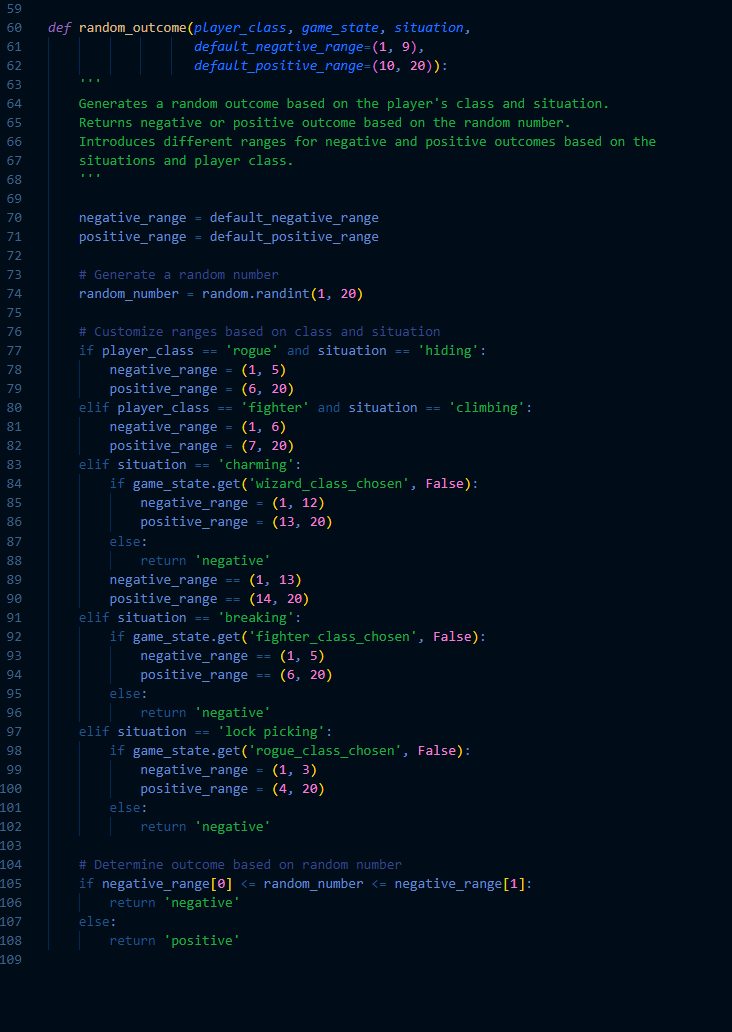 59
60 def random_outcome(player_class, game_state, situation,
61 default_negative_range=(1, 9),
62 default_positive_range=(10, 20)):
63 '''
64 Generates a random outcome based on the player's class and situation.
65 Returns negative or positive outcome based on the random number.
66 Introduces different ranges for negative and positive outcomes based on the
67 situations and player class.
68 '''
69
70 negative_range = default_negative_range
71 positive_range = default_positive_range
72
73 # Generate a random number
74 random_number = random.randint(1, 20)
75
76 # Customize ranges based on class and situation
77 if player_class == 'rogue' and situation == 'hiding':
78 negative_range = (1, 5)
79 positive_range = (6, 20)
80 elif player_class == 'fighter' and situation == 'climbing':
81 negative_range = (1, 6)
82 positive_range = (7, 20)
83 elif situation == 'charming':
84 if game_state.get('wizard_class_chosen', False):
85 negative_range = (1, 12)
86 positive_range = (13, 20)
87 else:
88 return 'negative'
89 negative_range == (1, 13)
90 positive_range == (14, 20)
91 elif situation == 'breaking':
92 if game_state.get('fighter_class_chosen', False):
93 negative_range == (1, 5)
94 positive_range == (6, 20)
95 else:
96 return 'negative'
97 elif situation == 'lock picking':
98 if game_state.get('rogue_class_chosen', False):
99 negative_range = (1, 3)
100 positive_range = (4, 20)
101 else:
102 return 'negative'
103
104 # Determine outcome based on random number
105 if negative_range[0] <= random_number <= negative_range[1]:
106 return 'negative'
107 else:
108 return 'positive'
109